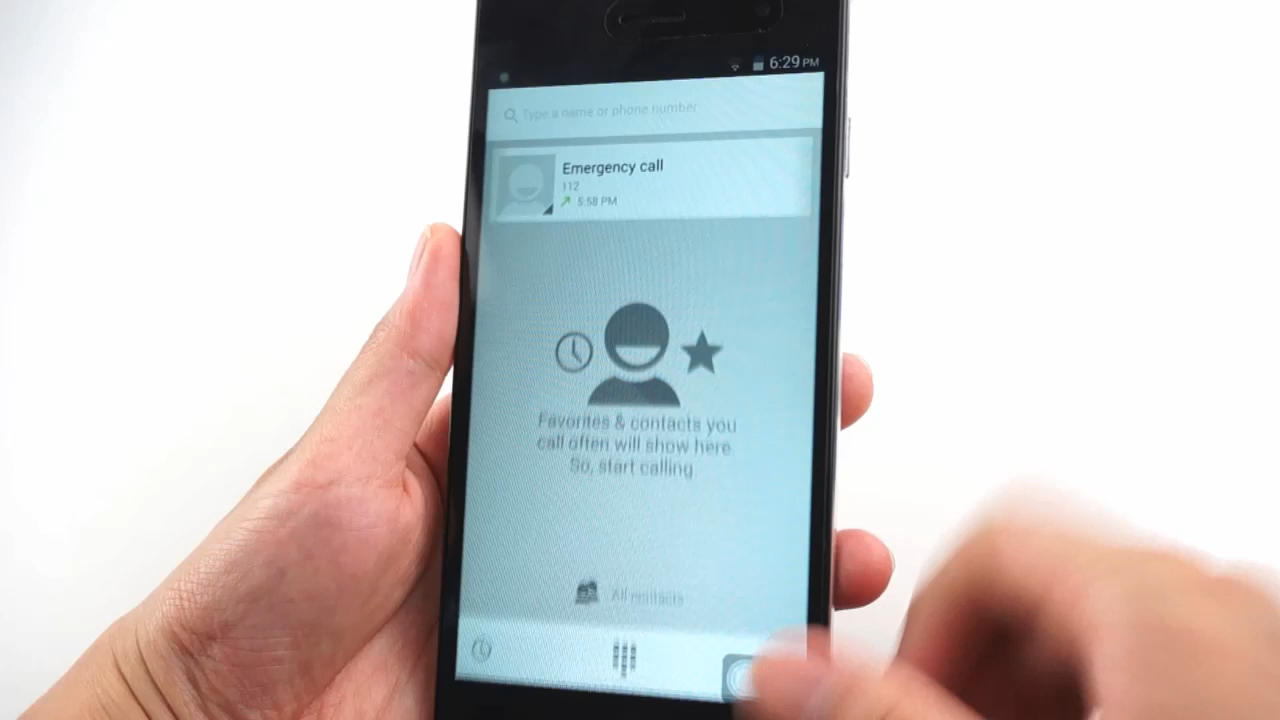 6:29 PM
Type a name or phone number
Emergency call
112
5:58 PM
Favorites & contacts you
call often will show here.
So, start calling.
All contacts